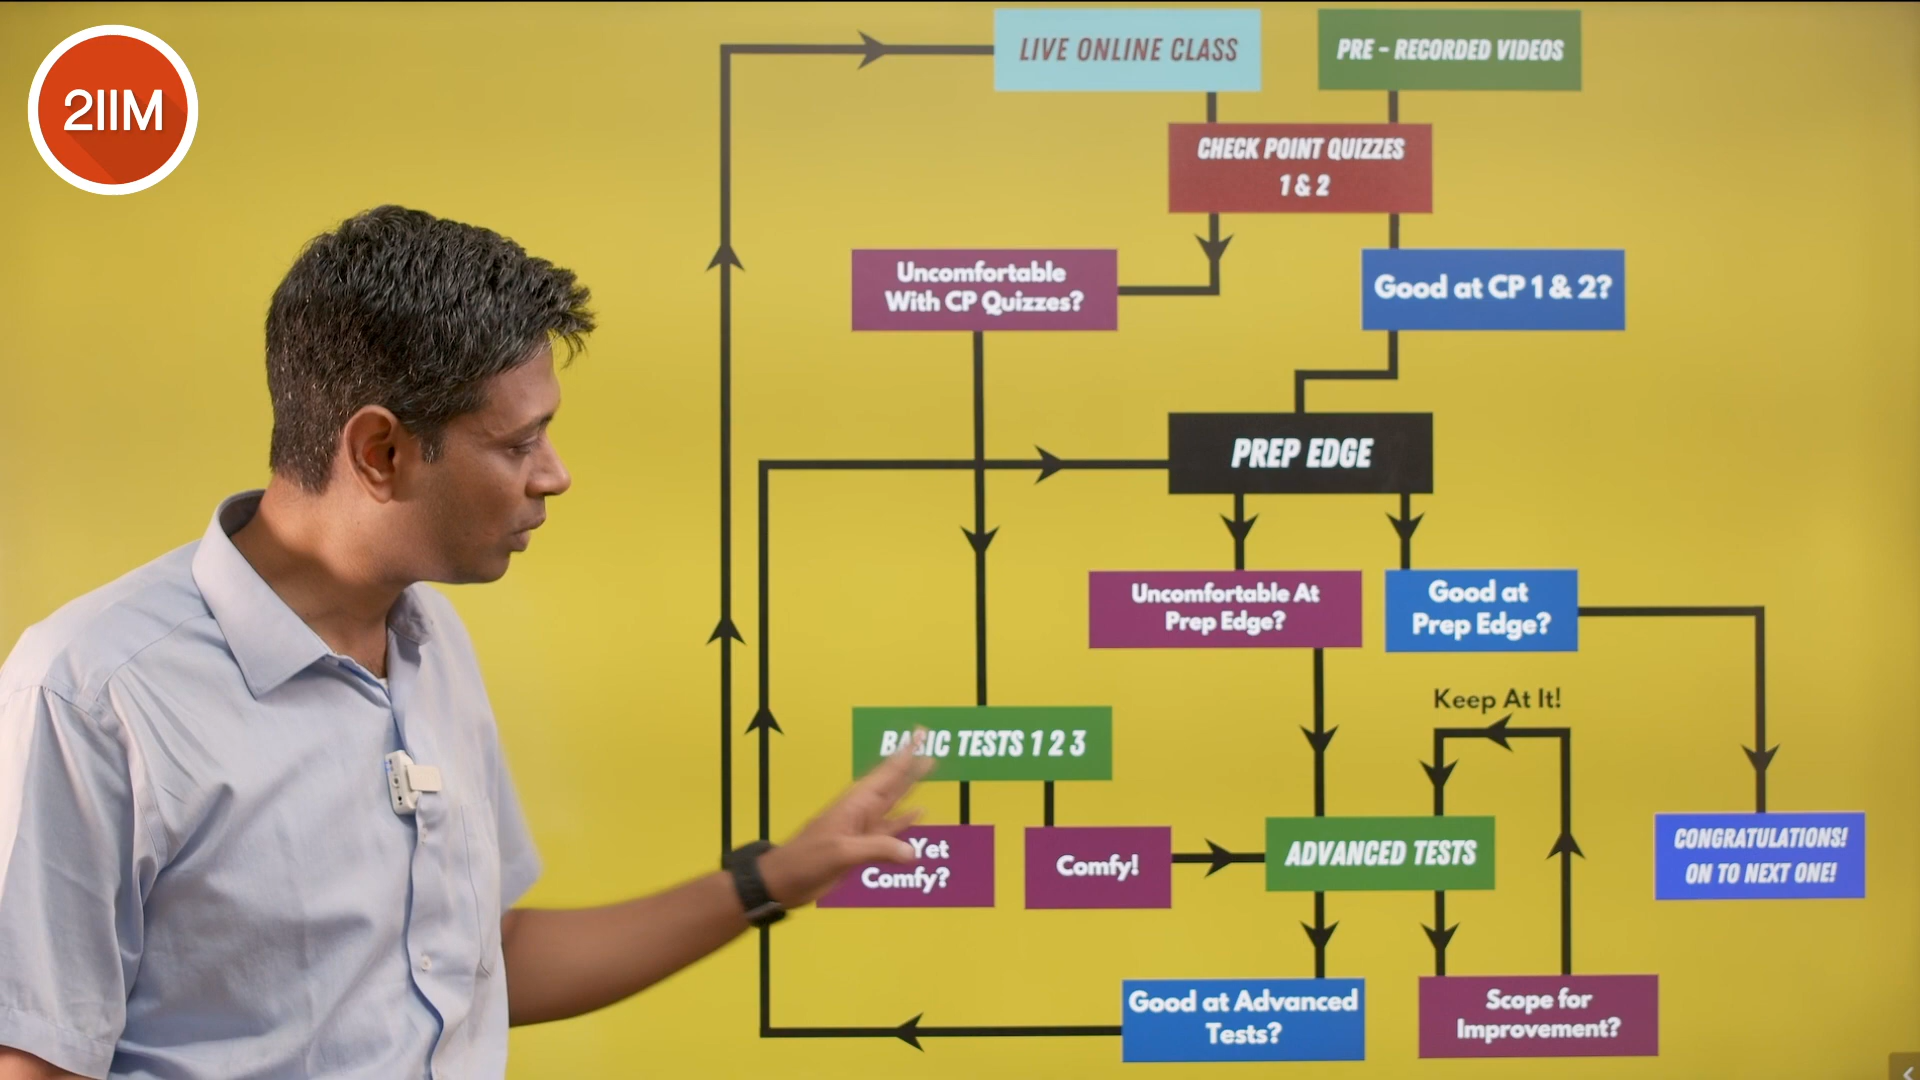 2IIM
LIVE ONLINE CLASS
PRE - RECORDED VIDEOS
CHECK POINT QUIZZES
1 & 2
Uncomfortable
With CP Quizzes?
Good at CP 1 & 2?
PREP EDGE
Uncomfortable At
Prep Edge?
Good at
Prep Edge?
Keep At It!
BASIC TESTS 1 2 3
Yet
Comfy?
Comfy!
ADVANCED TESTS
CONGRATULATIONS!
ON TO NEXT ONE!
Good at Advanced
Tests?
Scope for
Improvement?